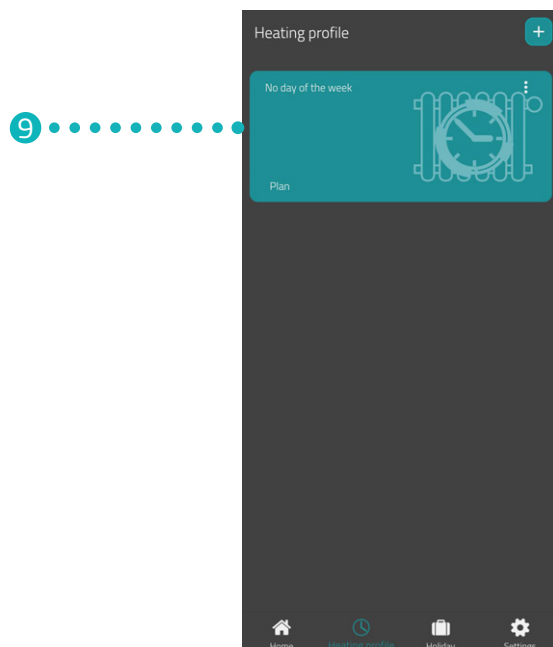 Heating profile
+
9
No day of the week
Plan
Home Heating profile Holiday Settings